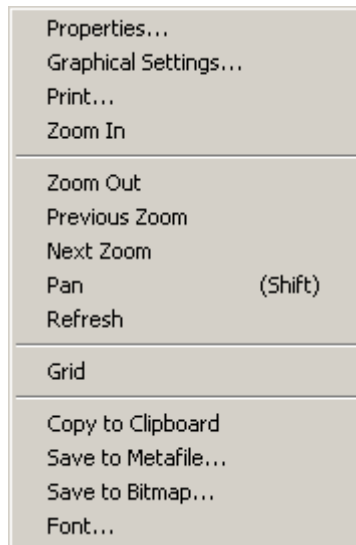 Properties...
Graphical Settings...
Print...
Zoom In
Zoom Out
Previous Zoom
Next Zoom
Pan (Shift)
Refresh
Grid
Copy to Clipboard
Save to Metafile...
Save to Bitmap...
Font...